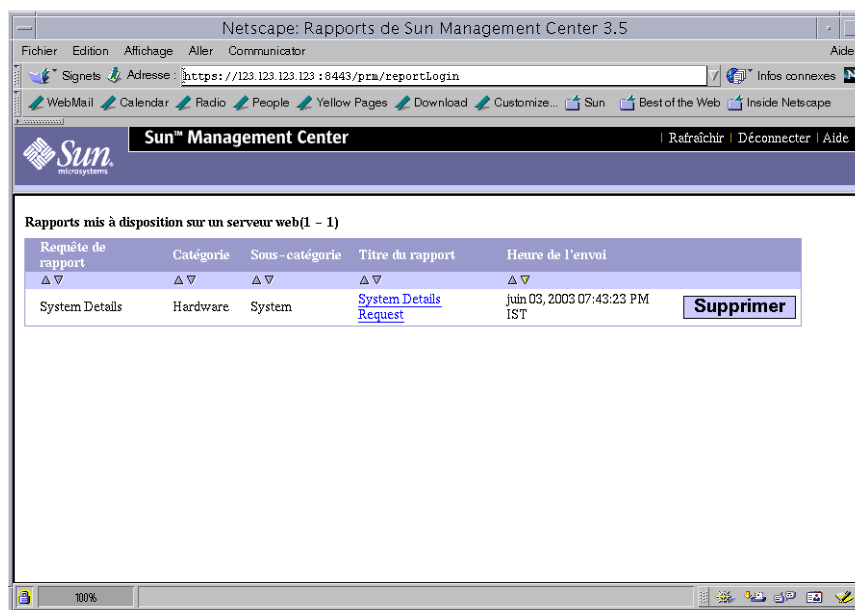 Netscape: Rapports de Sun Management Center 3.5
Fichier Edition Affichage Aller Communicator Aide
Signets Adresse : https://123.123.123.123:8443/prm/reportLogin Infos connexes N
WebMail Calendar Radio People Yellow Pages Download Customize... Sun Best of the Web Inside Netscape
Sun™ Management Center | Rafraîchir | Déconnecter | Aide
Sun
microsystems
Rapports mis à disposition sur un serveur web(1 – 1)
Requête de rapport Catégorie Sous-catégorie Titre du rapport Heure de l'envoi
System Details Hardware System System Details Request juin 03, 2003 07:43:23 PM IST Supprimer
100%